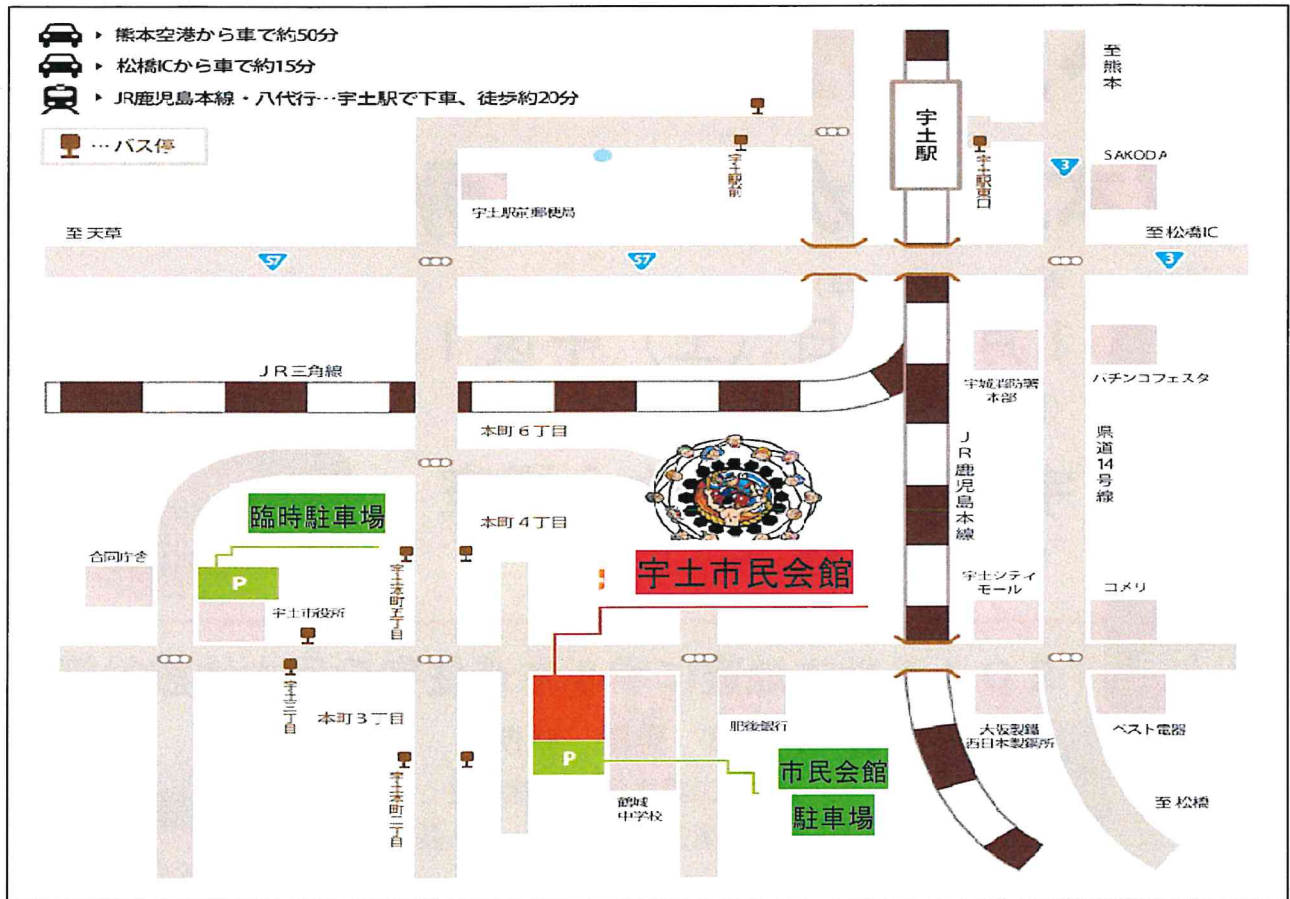 熊本空港から車で約50分
松橋ICから車で約15分
JR鹿児島本線・八代行…宇土駅で下車、徒歩約20分
…バス停
宇土駅
至熊本
宇土駅前
宇土駅東口
3
SAKODA
宇土駅前郵便局
至 天草
至 松橋IC
57
57
3
JR三角線
宇城消防署
本部
パチンコフェスタ
本町6丁目
JR鹿児島本線
県道14号線
臨時駐車場
本町4丁目
合同庁舎
P
宇土市役所
宇土本町五丁目
宇土市民会館
宇土シティ
モール
コメリ
宇土三丁目
本町3丁目
肥後銀行
大阪製鐵
西日本製鋼所
ベスト電器
宇土本町二丁目
P
鶴城
中学校
市民会館
駐車場
至 松橋